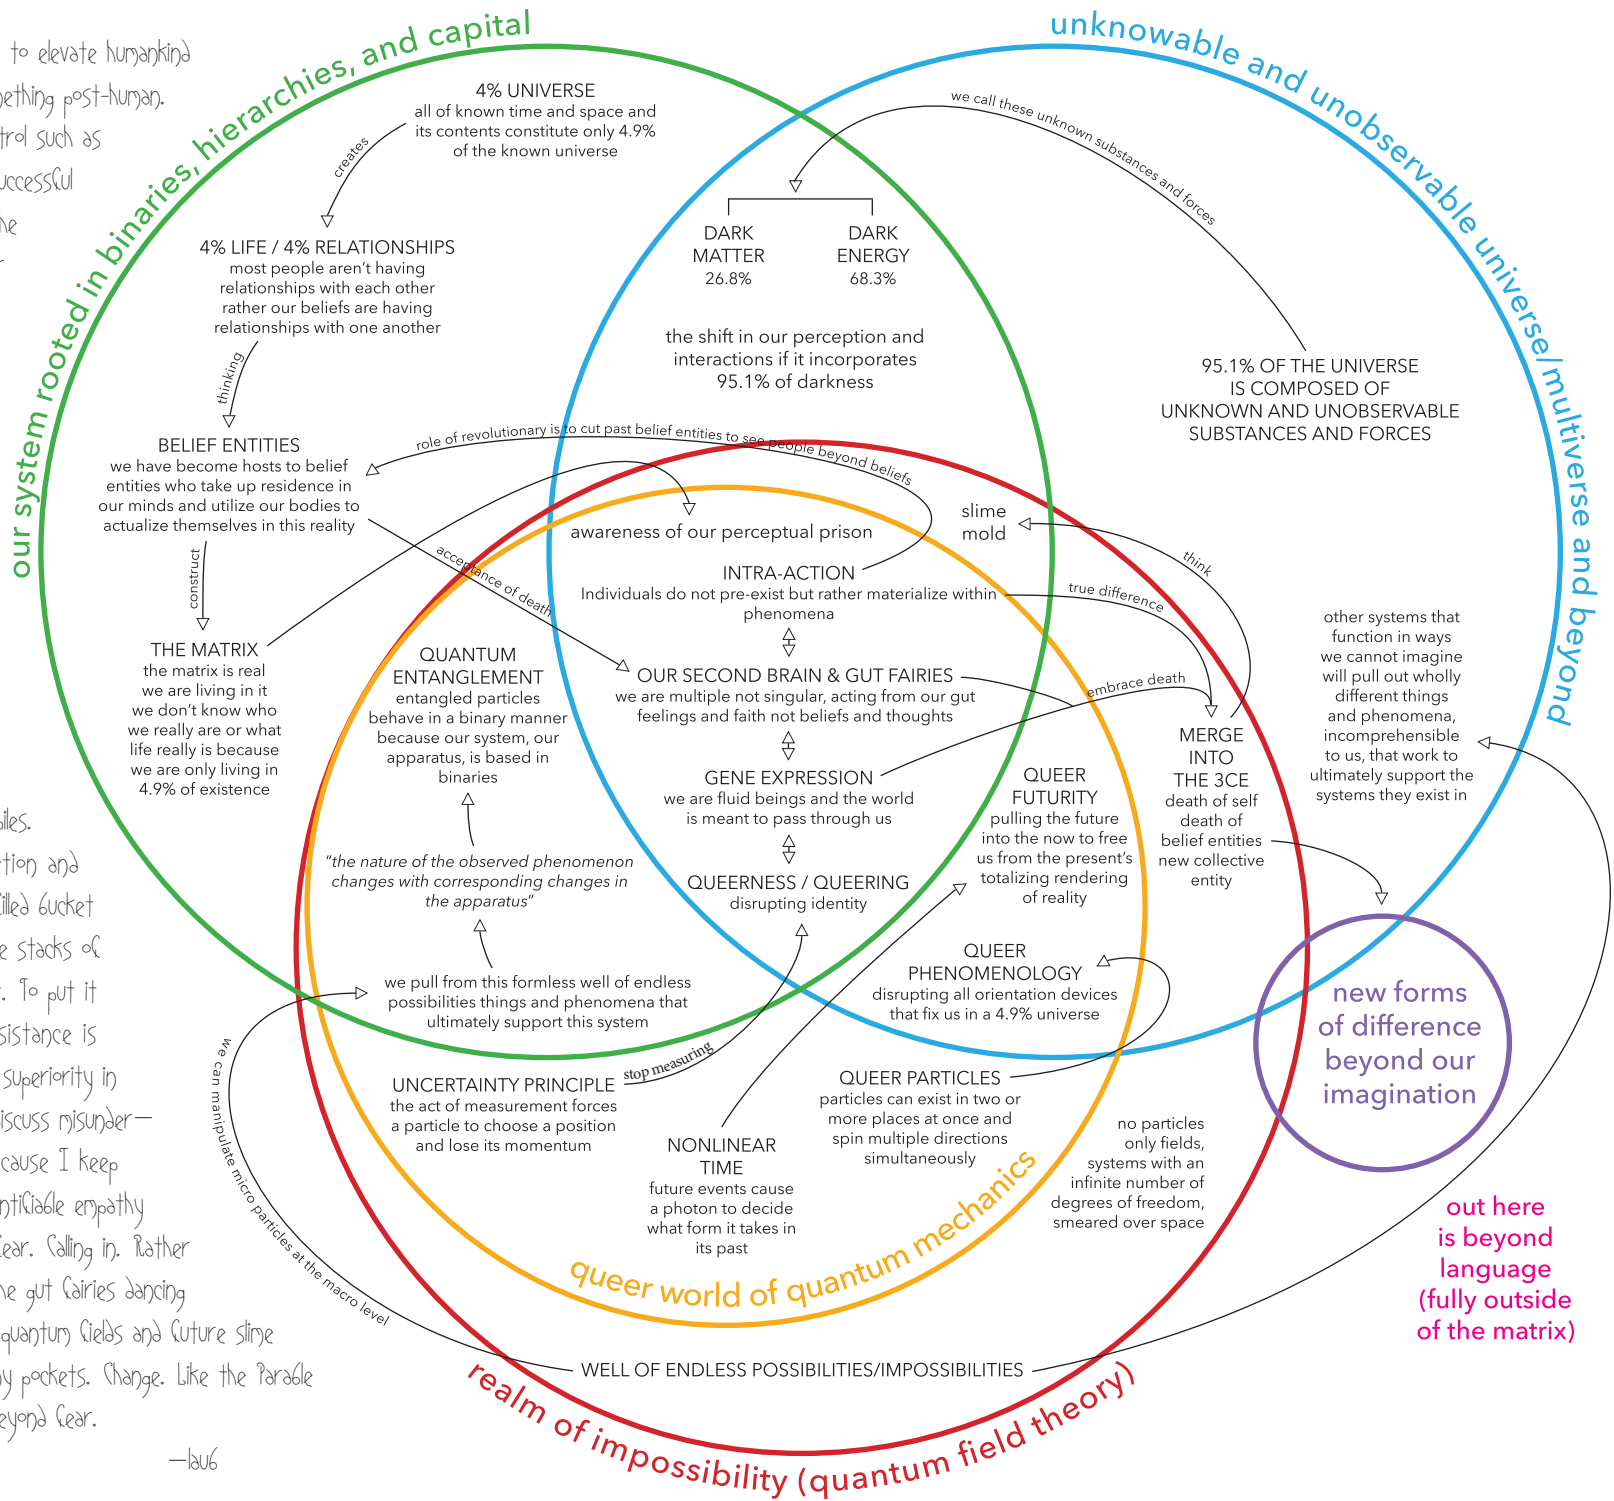 to elevate humankind
post-human.
such as
our system rooted in binaries, hierarchies, and capital
unknowable and unobservable universe/multiverse and beyond
4% UNIVERSE
all of known time and space and
its contents constitute only 4.9%
of the known universe
creates
4% LIFE / 4% RELATIONSHIPS
most people aren't having
relationships with each other
rather our beliefs are having
relationships with one another
thinking
BELIEF ENTITIES
we have become hosts to belief
entities who take up residence in
our minds and utilize our bodies to
actualize themselves in this reality
construct
THE MATRIX
the matrix is real
we are living in it
we don't know who
we really are or what
life really is because
we are only living in
4.9% of existence
we call these unknown substances and forces
DARK
MATTER
26.8%
DARK
ENERGY
68.3%
the shift in our perception and
interactions if it incorporates
95.1% of darkness
95.1% OF THE UNIVERSE
IS COMPOSED OF
UNKNOWN AND UNOBSERVABLE
SUBSTANCES AND FORCES
role of revolutionary is to cut past belief entities to see people beyond beliefs
awareness of our perceptual prison
slime
mold
think
acceptance of death
INTRA-ACTION
Individuals do not pre-exist but rather materialize within
phenomena
true difference
OUR SECOND BRAIN & GUT FAIRIES
we are multiple not singular, acting from our gut
feelings and faith not beliefs and thoughts
embrace death
GENE EXPRESSION
we are fluid beings and the world
is meant to pass through us
QUEERNESS / QUEERING
disrupting identity
QUANTUM
ENTANGLEMENT
entangled particles
behave in a binary manner
because our system, our
apparatus, is based in
binaries
"the nature of the observed phenomenon
changes with corresponding changes in
the apparatus"
we pull from this formless well of endless
possibilities things and phenomena that
ultimately support this system
QUEER
FUTURITY
pulling the future
into the now to free
us from the present's
totalizing rendering
of reality
MERGE
INTO
THE 3CE
death of self
death of
belief entities
new collective
entity
other systems that
function in ways
we cannot imagine
will pull out wholly
different things
and phenomena,
incomprehensible
to us, that work to
ultimately support the
systems they exist in
QUEER
PHENOMENOLOGY
disrupting all orientation devices
that fix us in a 4.9% universe
new forms
of difference
beyond our
imagination
UNCERTAINTY PRINCIPLE
the act of measurement forces
a particle to choose a position
and lose its momentum
stop measuring
NONLINEAR
TIME
future events cause
a photon to decide
what form it takes in
its past
QUEER PARTICLES
particles can exist in two or
more places at once and
spin multiple directions
simultaneously
no particles
only fields,
systems with an
infinite number of
degrees of freedom,
smeared over space
queer world of quantum mechanics
we can manipulate micro particles at the macro level
WELL OF ENDLESS POSSIBILITIES/IMPOSSIBILITIES
realm of impossibility (quantum field theory)
out here
is beyond
language
(fully outside
of the matrix)
and
bucket
stacks of
To put it
is
superiority in
discuss misunder—
cause I keep
empathy
fear. Calling in. Rather
gut fairies dancing
quantum fields and future slime
pockets. Change. Like the Parable
fear.
—laub